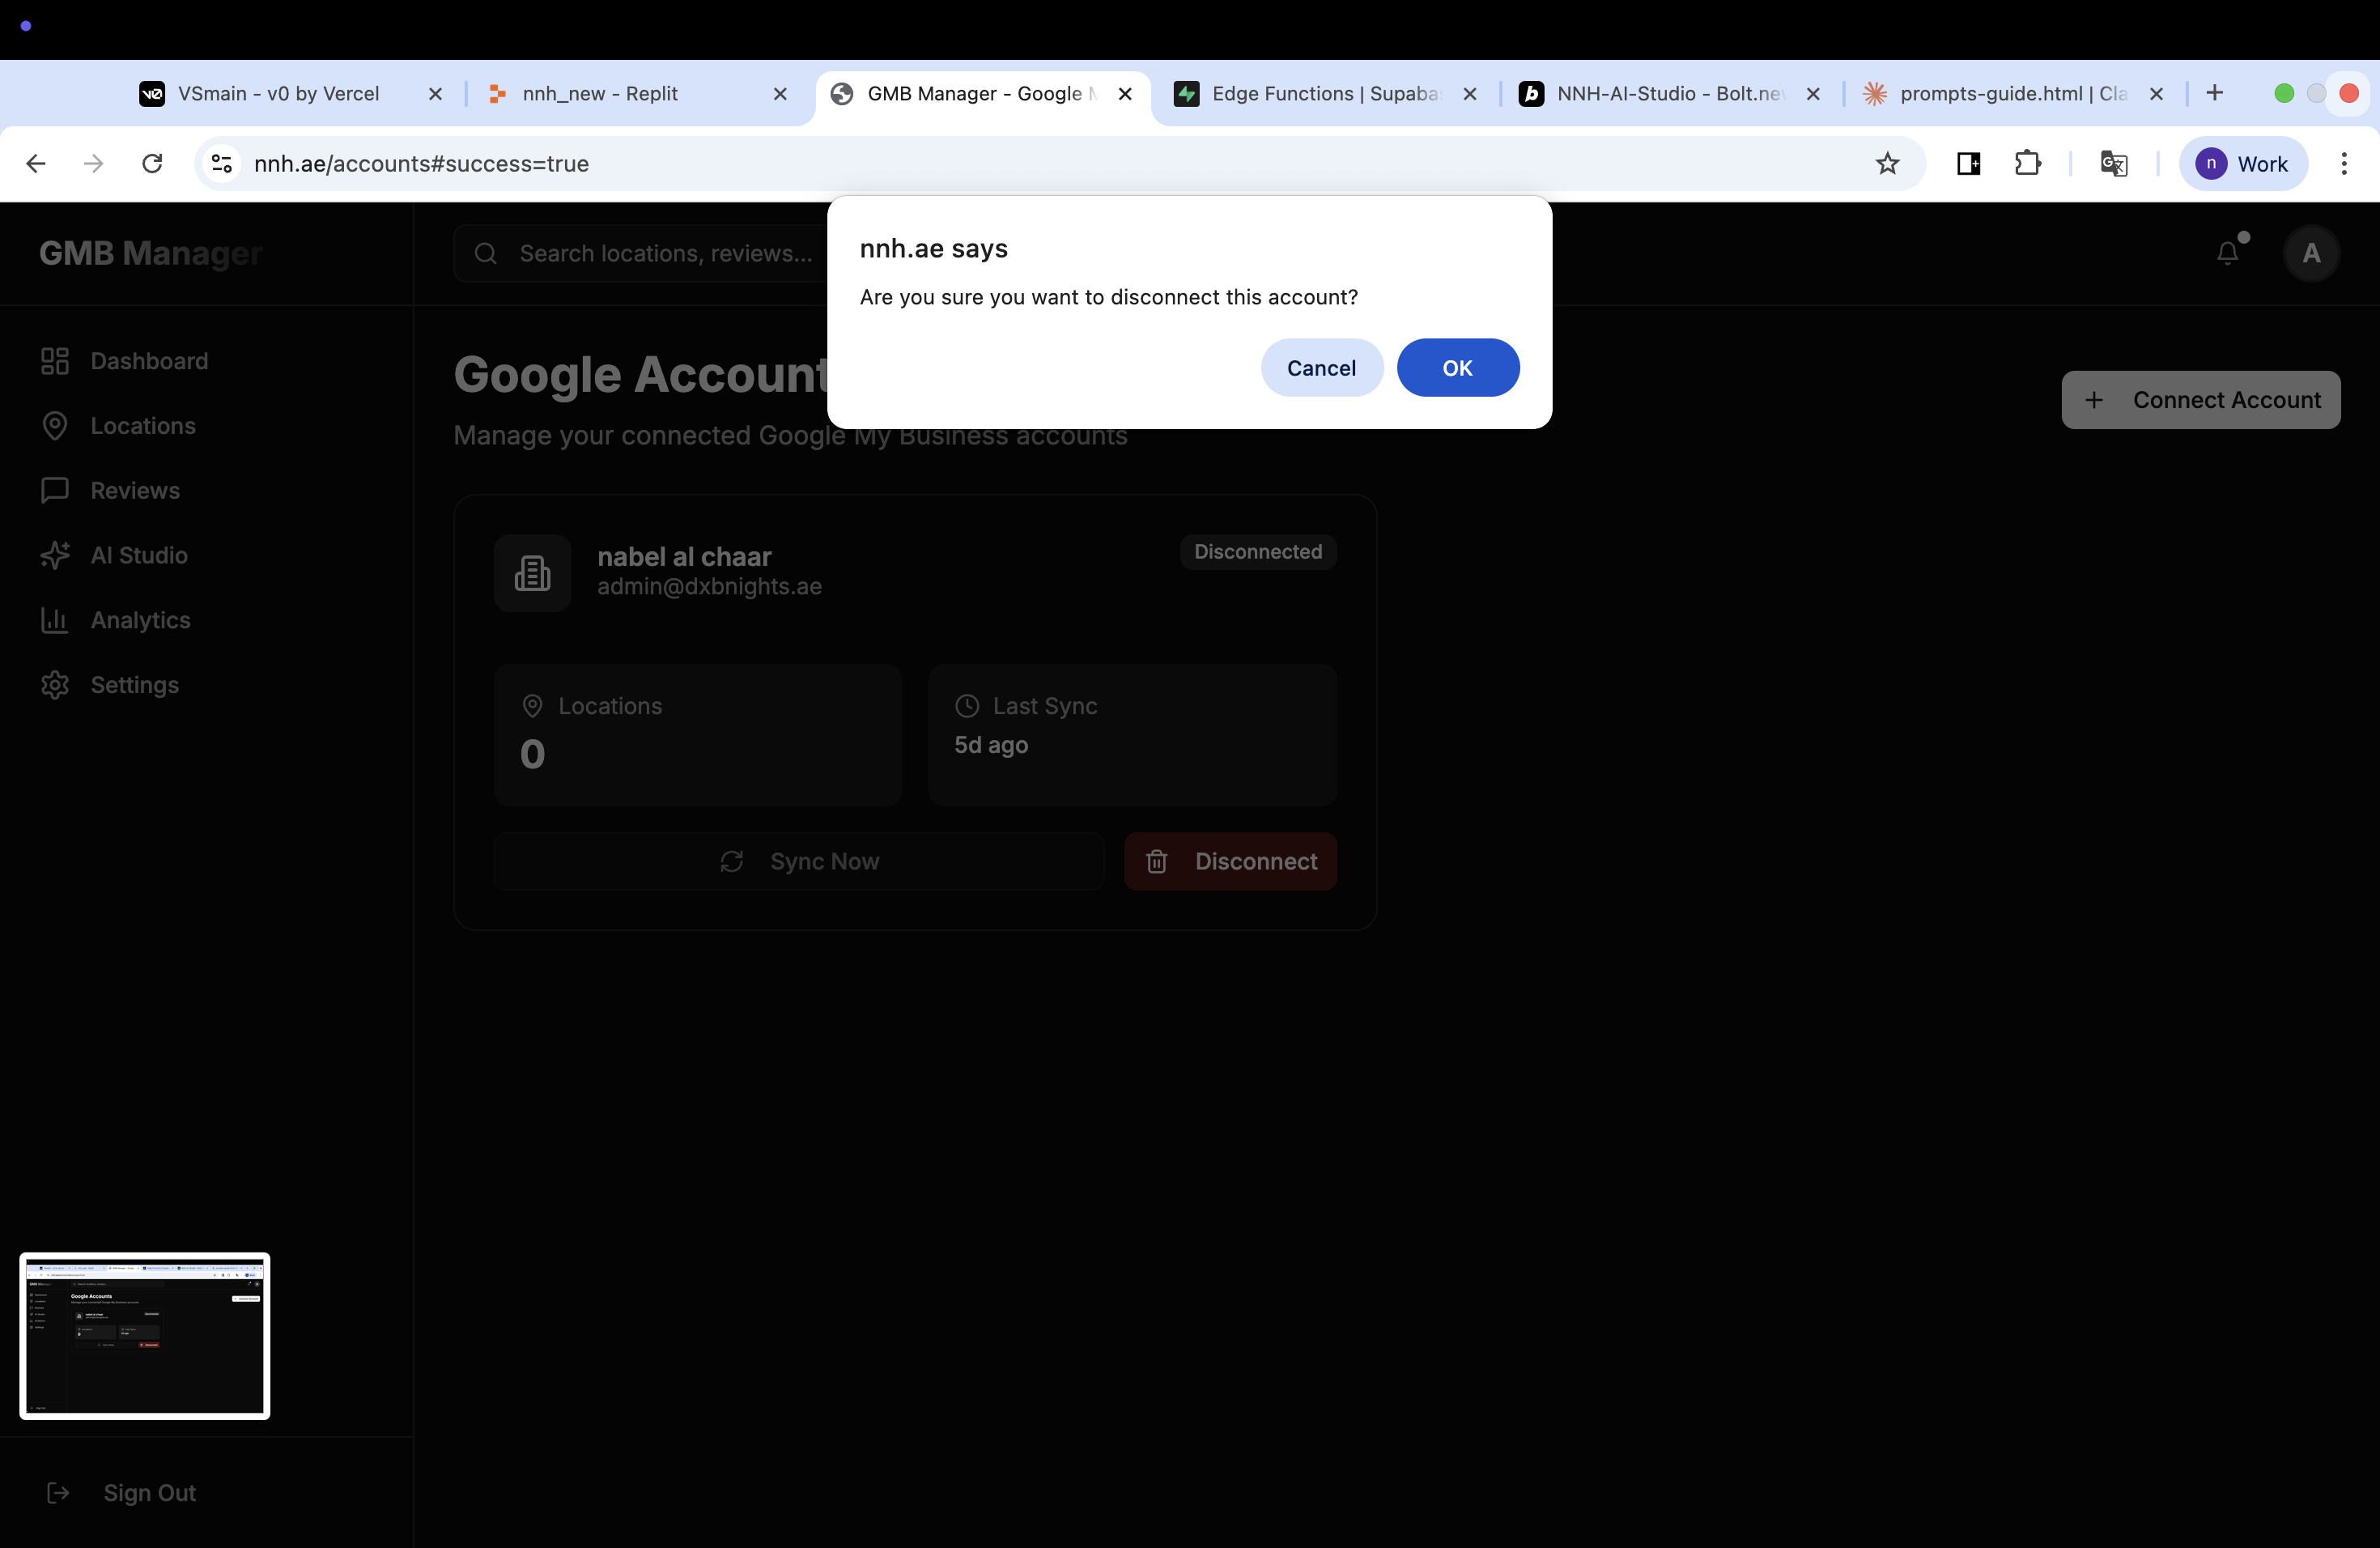 VSmain - v0 by Vercel
nnh_new - Replit
GMB Manager - Google
Edge Functions | Supaba
NNH-AI-Studio - Bolt.ne
prompts-guide.html | Cla
nnh.ae/accounts#success=true
n Work
GMB Manager
Search locations, reviews...
A
nnh.ae says
Are you sure you want to disconnect this account?
Cancel
OK
Dashboard
Locations
Reviews
AI Studio
Analytics
Settings
Google Account
Manage your connected Google My Business accounts
+ Connect Account
nabel al chaar
admin@dxbnights.ae
Disconnected
Locations
0
Last Sync
5d ago
Sync Now
Disconnect
Google Accounts
Sign Out